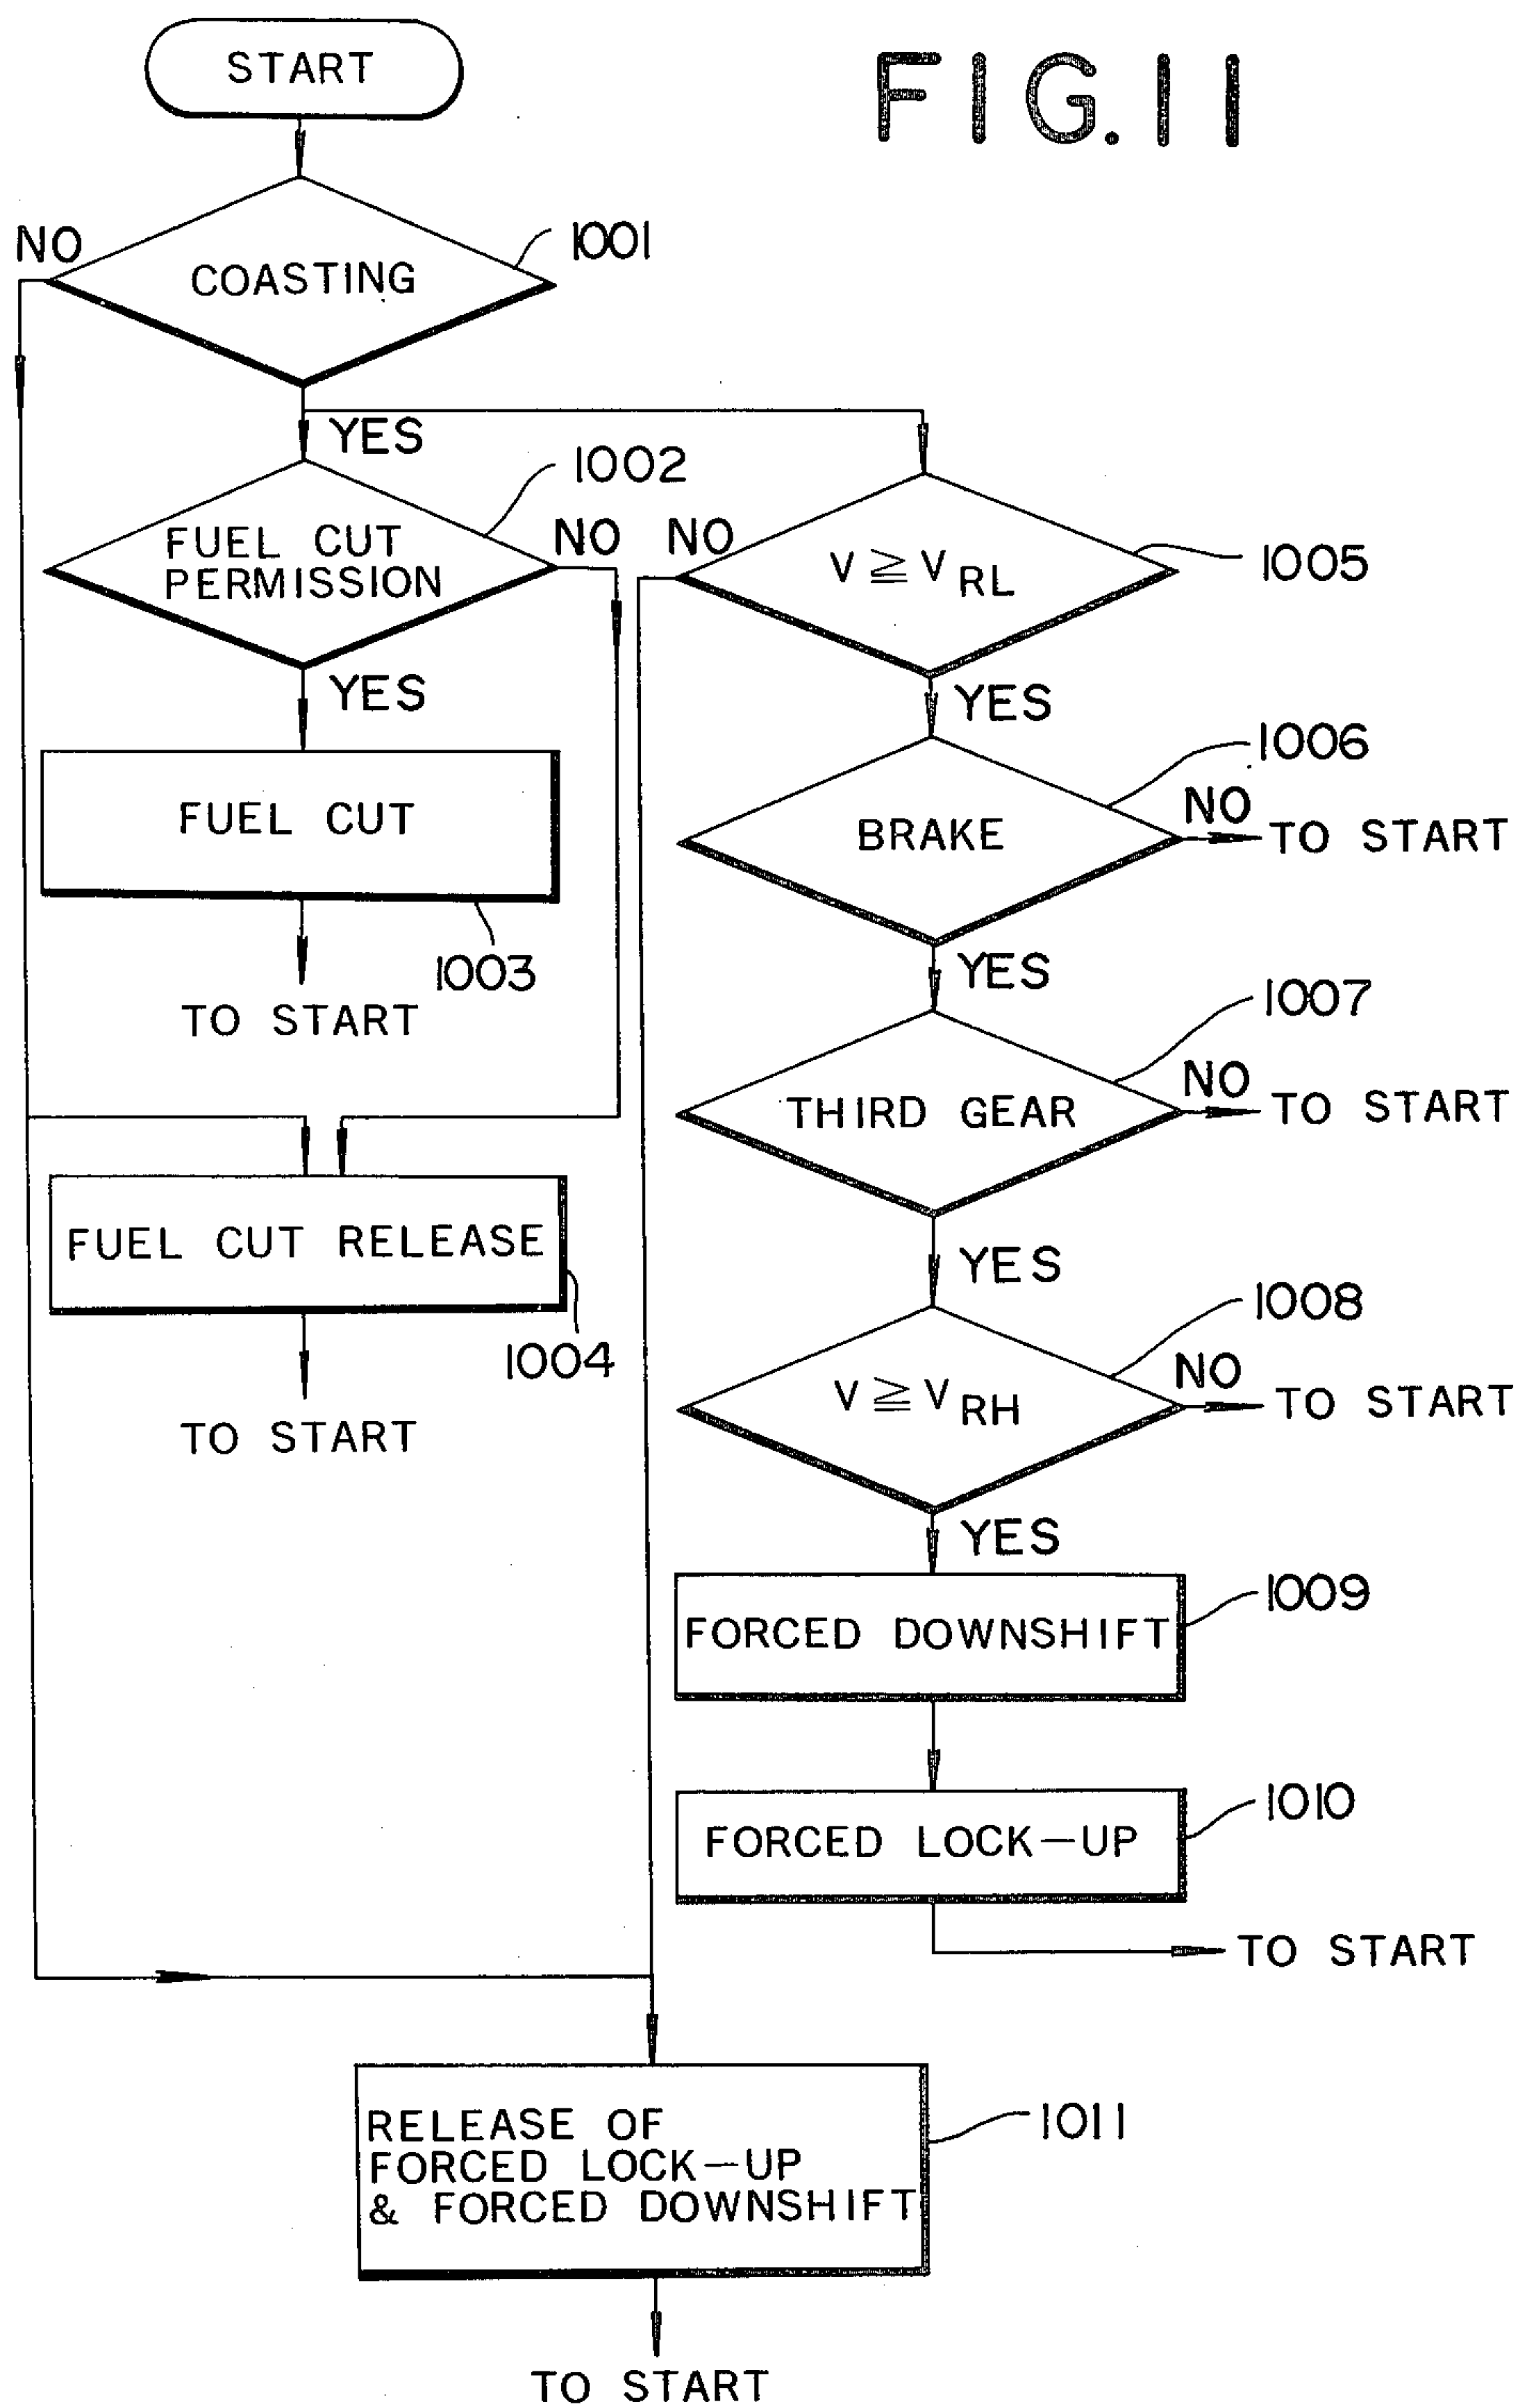 START
FIG.11
NO
COASTING
1001
YES
1002
FUEL CUT
PERMISSION
NO
NO
V ≧ V RL
1005
YES
YES
1006
FUEL CUT
BRAKE
NO
TO START
1003
YES
TO START
1007
THIRD GEAR
NO
TO START
FUEL CUT RELEASE
YES
1004
1008
TO START
V ≧ V RH
NO
TO START
YES
1009
FORCED DOWNSHIFT
1010
FORCED LOCK-UP
TO START
RELEASE OF
FORCED LOCK-UP
& FORCED DOWNSHIFT
1011
TO START